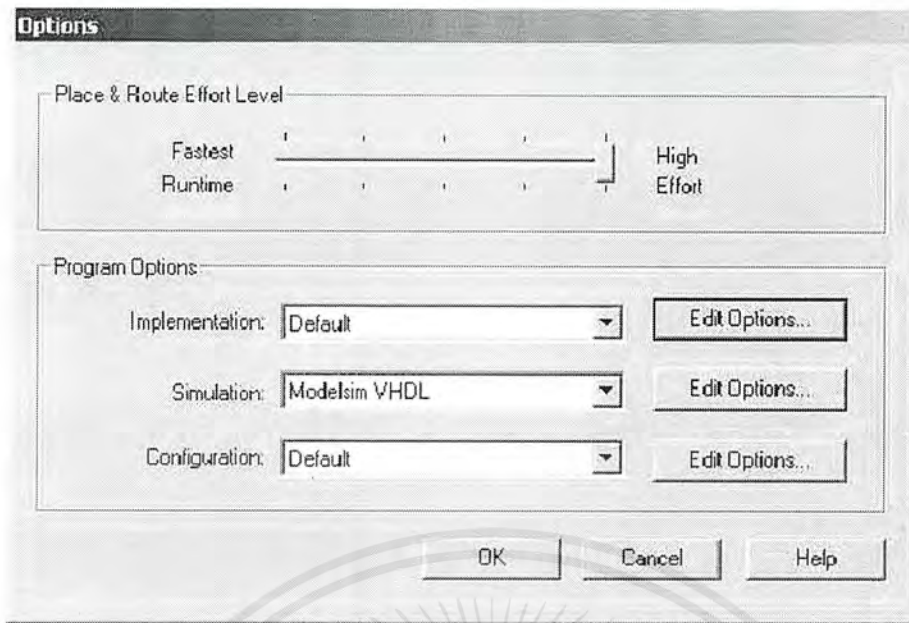 Options
Place & Route Effort Level
Fastest
Runtime
High
Effort
Program Options
Implementation: Default Edit Options...
Simulation: Modelsim VHDL Edit Options...
Configuration: Default Edit Options...
OK Cancel Help